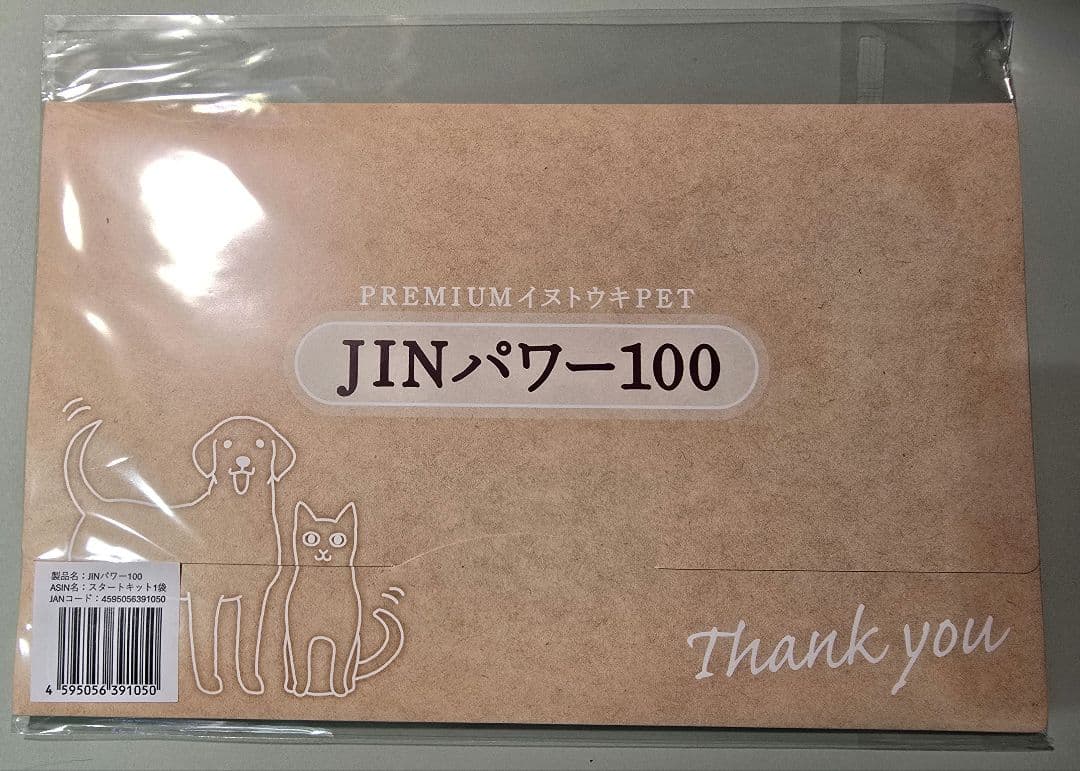 PREMIUMイヌトウキPET
JINパワー100
製品名：JINパワー100
ASIN名：スタートキット1袋
JANコード：4595056391050
4 595056 391050
Thank you